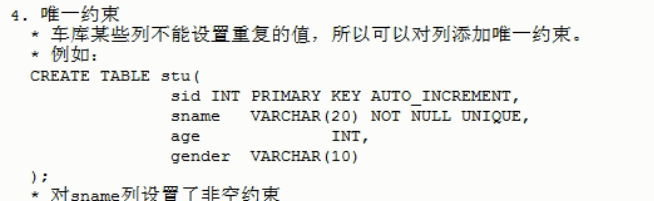 4. 唯一约束
* 车库某些列不能设置重复的值，所以可以对列添加唯一约束。
* 例如：
CREATE TABLE stu(
sid INT PRIMARY KEY AUTO_INCREMENT,
sname VARCHAR(20) NOT NULL UNIQUE,
age INT,
gender VARCHAR(10)
);
* 对sname列设置了非空约束